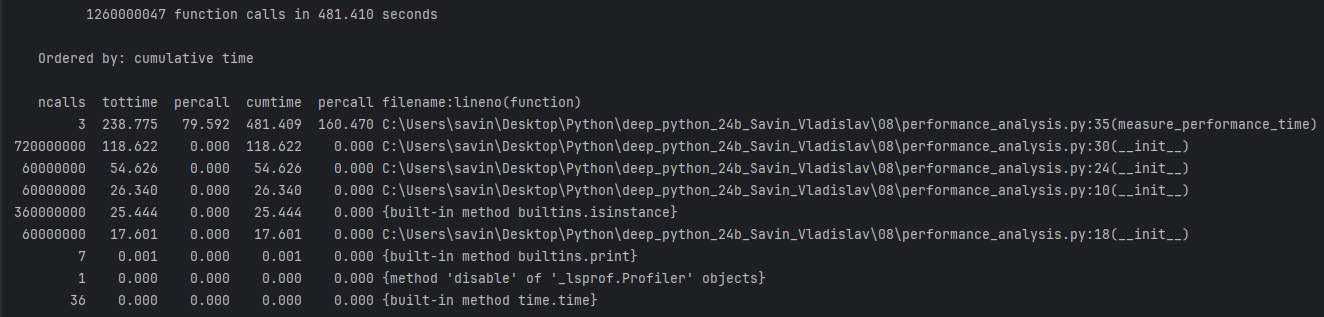 1260000047 function calls in 481.410 seconds
Ordered by: cumulative time
ncalls tottime percall cumtime percall filename:lineno(function)
3 238.775 79.592 481.409 160.470 C:\Users\savin\Desktop\Python\deep_python_24b_Savin_Vladislav\08\performance_analysis.py:35(measure_performance_time)
720000000 118.622 0.000 118.622 0.000 C:\Users\savin\Desktop\Python\deep_python_24b_Savin_Vladislav\08\performance_analysis.py:30(__init__)
60000000 54.626 0.000 54.626 0.000 C:\Users\savin\Desktop\Python\deep_python_24b_Savin_Vladislav\08\performance_analysis.py:24(__init__)
60000000 26.340 0.000 26.340 0.000 C:\Users\savin\Desktop\Python\deep_python_24b_Savin_Vladislav\08\performance_analysis.py:10(__init__)
360000000 25.444 0.000 25.444 0.000 {built-in method builtins.isinstance}
60000000 17.601 0.000 17.601 0.000 C:\Users\savin\Desktop\Python\deep_python_24b_Savin_Vladislav\08\performance_analysis.py:18(__init__)
7 0.001 0.000 0.001 0.000 {built-in method builtins.print}
1 0.000 0.000 0.000 0.000 {method 'disable' of '_lsprof.Profiler' objects}
36 0.000 0.000 0.000 0.000 {built-in method time.time}